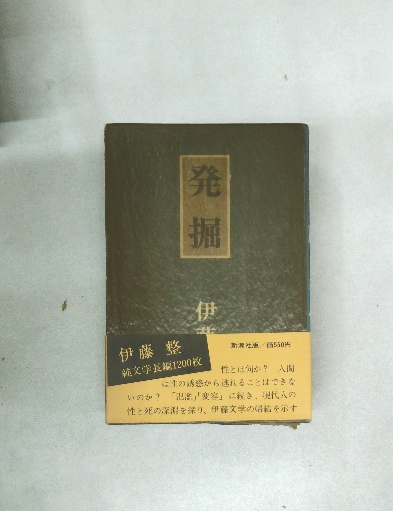 発掘
伊藤
伊藤 整
純文学長編1200枚
新潮社版／価550円
性とは何か？ 人間
は性の誘惑から逃れることはできな
いのか？ 「氾濫」「変容」に続き、現代人の
性と死の深淵を探り、伊藤文学の帰結を示す